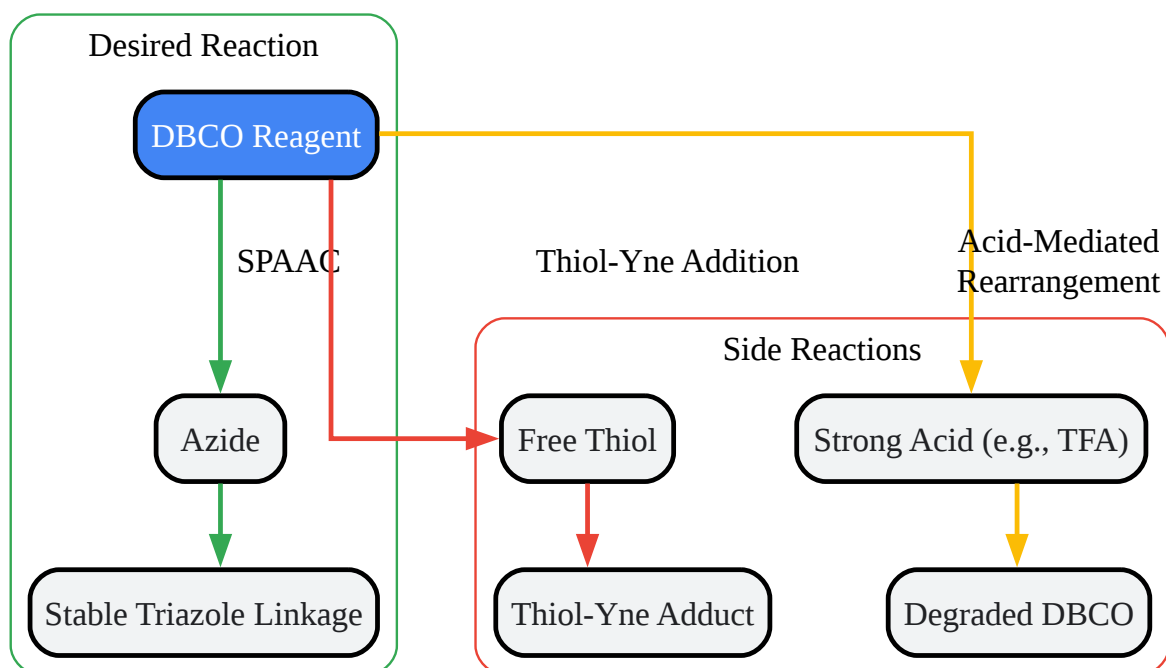 Desired Reaction
DBCO Reagent
SPAAC
Thiol-Yne Addition
Acid-Mediated
Rearrangement
Side Reactions
Azide
Free Thiol
Strong Acid (e.g., TFA)
Stable Triazole Linkage
Thiol-Yne Adduct
Degraded DBCO